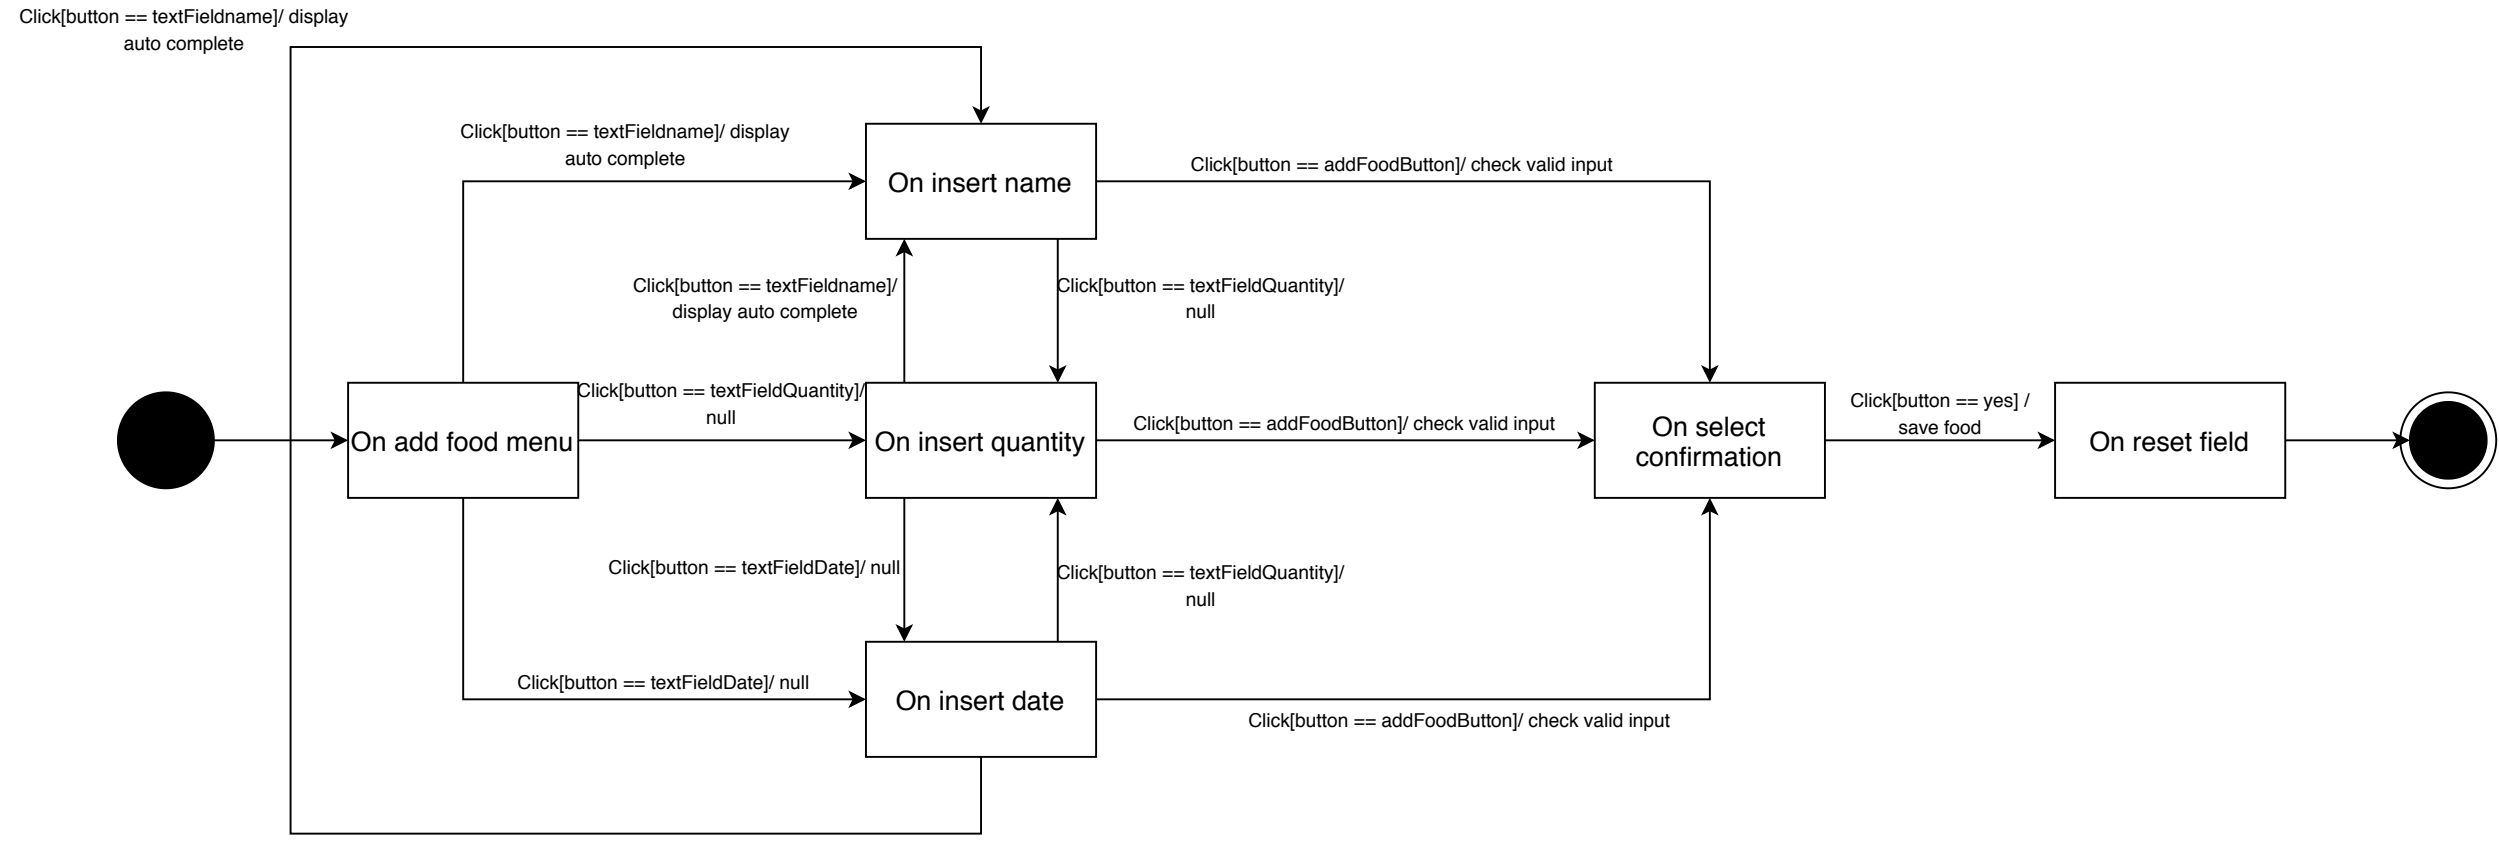 Click[button == textFieldname]/ display
auto complete
Click[button == textFieldname]/ display
auto complete
On insert name
Click[button == addFoodButton]/ check valid input
Click[button == textFieldname]/
display auto complete
Click[button == textFieldQuantity]/
null
On add food menu
Click[button == textFieldQuantity]/
null
On insert quantity
Click[button == addFoodButton]/ check valid input
On select
confirmation
Click[button == yes] /
save food
On reset field
Click[button == textFieldDate]/ null
Click[button == textFieldQuantity]/
null
Click[button == textFieldDate]/ null
On insert date
Click[button == addFoodButton]/ check valid input